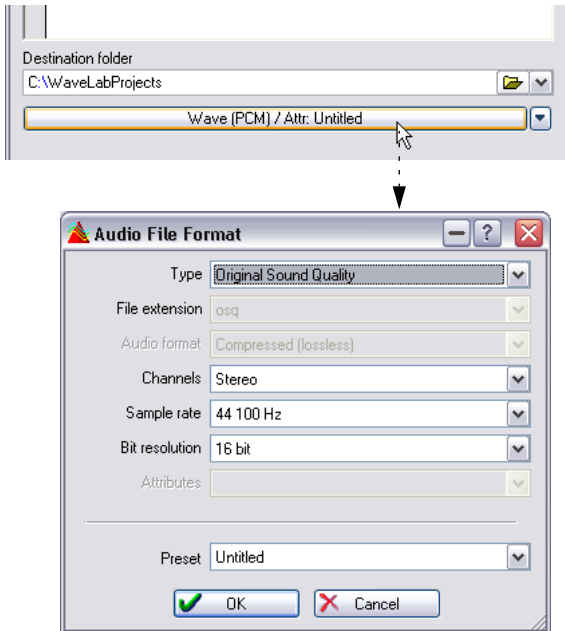 Destination folder
C:\WaveLabProjects
Wave (PCM) / Attr: Untitled
Audio File Format
?
Type Original Sound Quality
File extension osq
Audio format Compressed (lossless)
Channels Stereo
Sample rate 44 100 Hz
Bit resolution 16 bit
Attributes
Preset Untitled
OK Cancel